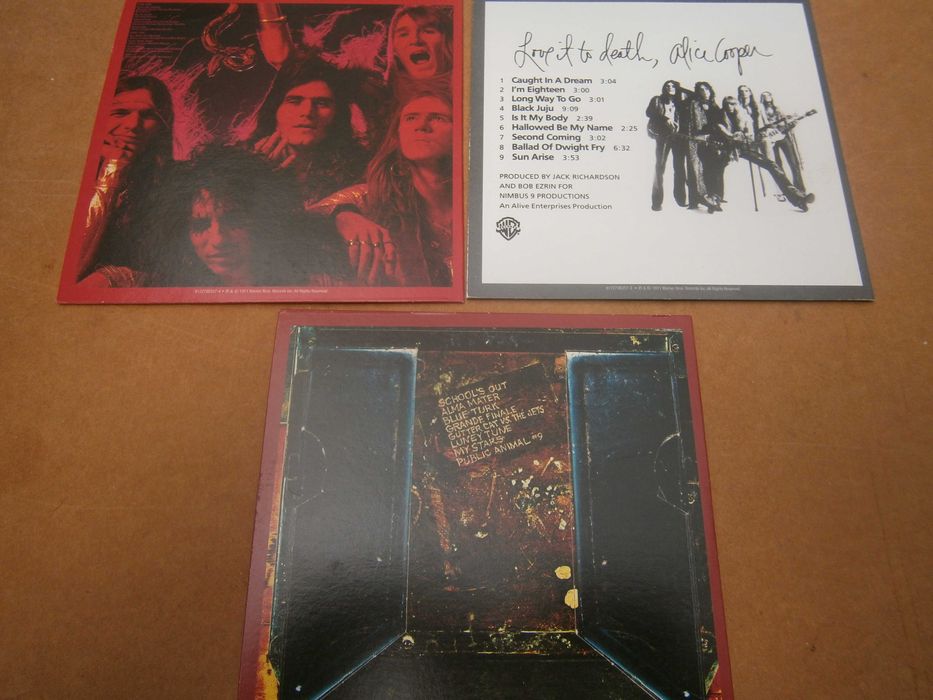 Love it to death, Alice Cooper
1 Caught In A Dream 3:04
2 I'm Eighteen 3:00
3 Long Way To Go 3:01
4 Black Juju 9:09
5 Is It My Body 2:39
6 Hallowed Be My Name 2:25
7 Second Coming 3:02
8 Ballad Of Dwight Fry 6:32
9 Sun Arise 3:53
PRODUCED BY JACK RICHARDSON
AND BOB EZRIN FOR
NIMBUS 9 PRODUCTIONS
An Alive Enterprises Production
SCHOOL'S OUT
ALMA MATER
BLUE TURK
GRANDE FINALE
GUTTER CAT VS. THE JETS
LUNEY TUNE
MY STARS
PUBLIC ANIMAL #9